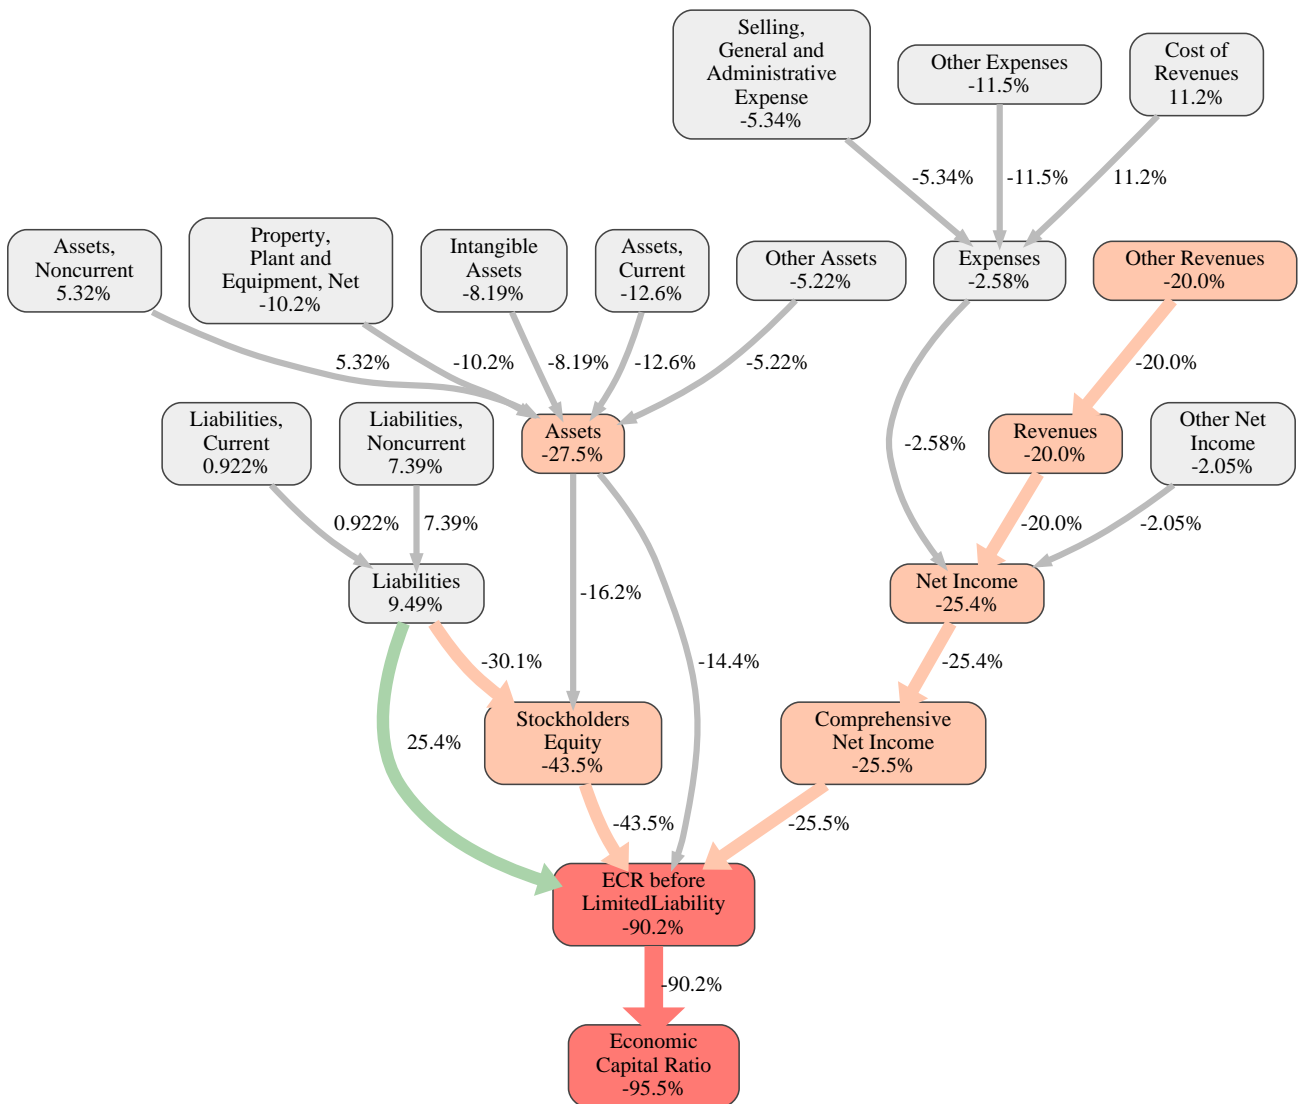 Selling,
General and
Administrative
Expense
-5.34%
Other Expenses
-11.5%
Cost of
Revenues
11.2%
-5.34%
-11.5%
11.2%
Assets,
Noncurrent
5.32%
Property,
Plant and
Equipment, Net
-10.2%
Intangible
Assets
-8.19%
Assets,
Current
-12.6%
Other Assets
-5.22%
Expenses
-2.58%
Other Revenues
-20.0%
5.32%
-10.2%
-8.19%
-12.6%
-5.22%
-20.0%
Liabilities,
Current
0.922%
Liabilities,
Noncurrent
7.39%
Assets
-27.5%
-2.58%
Revenues
-20.0%
Other Net
Income
-2.05%
0.922%
7.39%
-20.0%
-2.05%
Liabilities
9.49%
-16.2%
Net Income
-25.4%
-30.1%
-14.4%
-25.4%
25.4%
Stockholders
Equity
-43.5%
Comprehensive
Net Income
-25.5%
-43.5%
-25.5%
ECR before
LimitedLiability
-90.2%
-90.2%
Economic
Capital Ratio
-95.5%